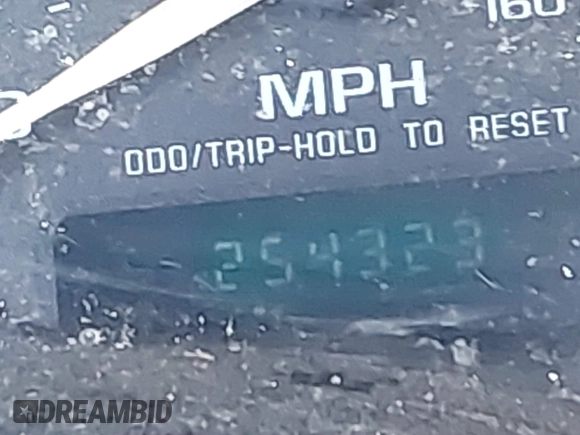 160
MPH
ODO/TRIP-HOLD TO RESET
254323
DREAMBID